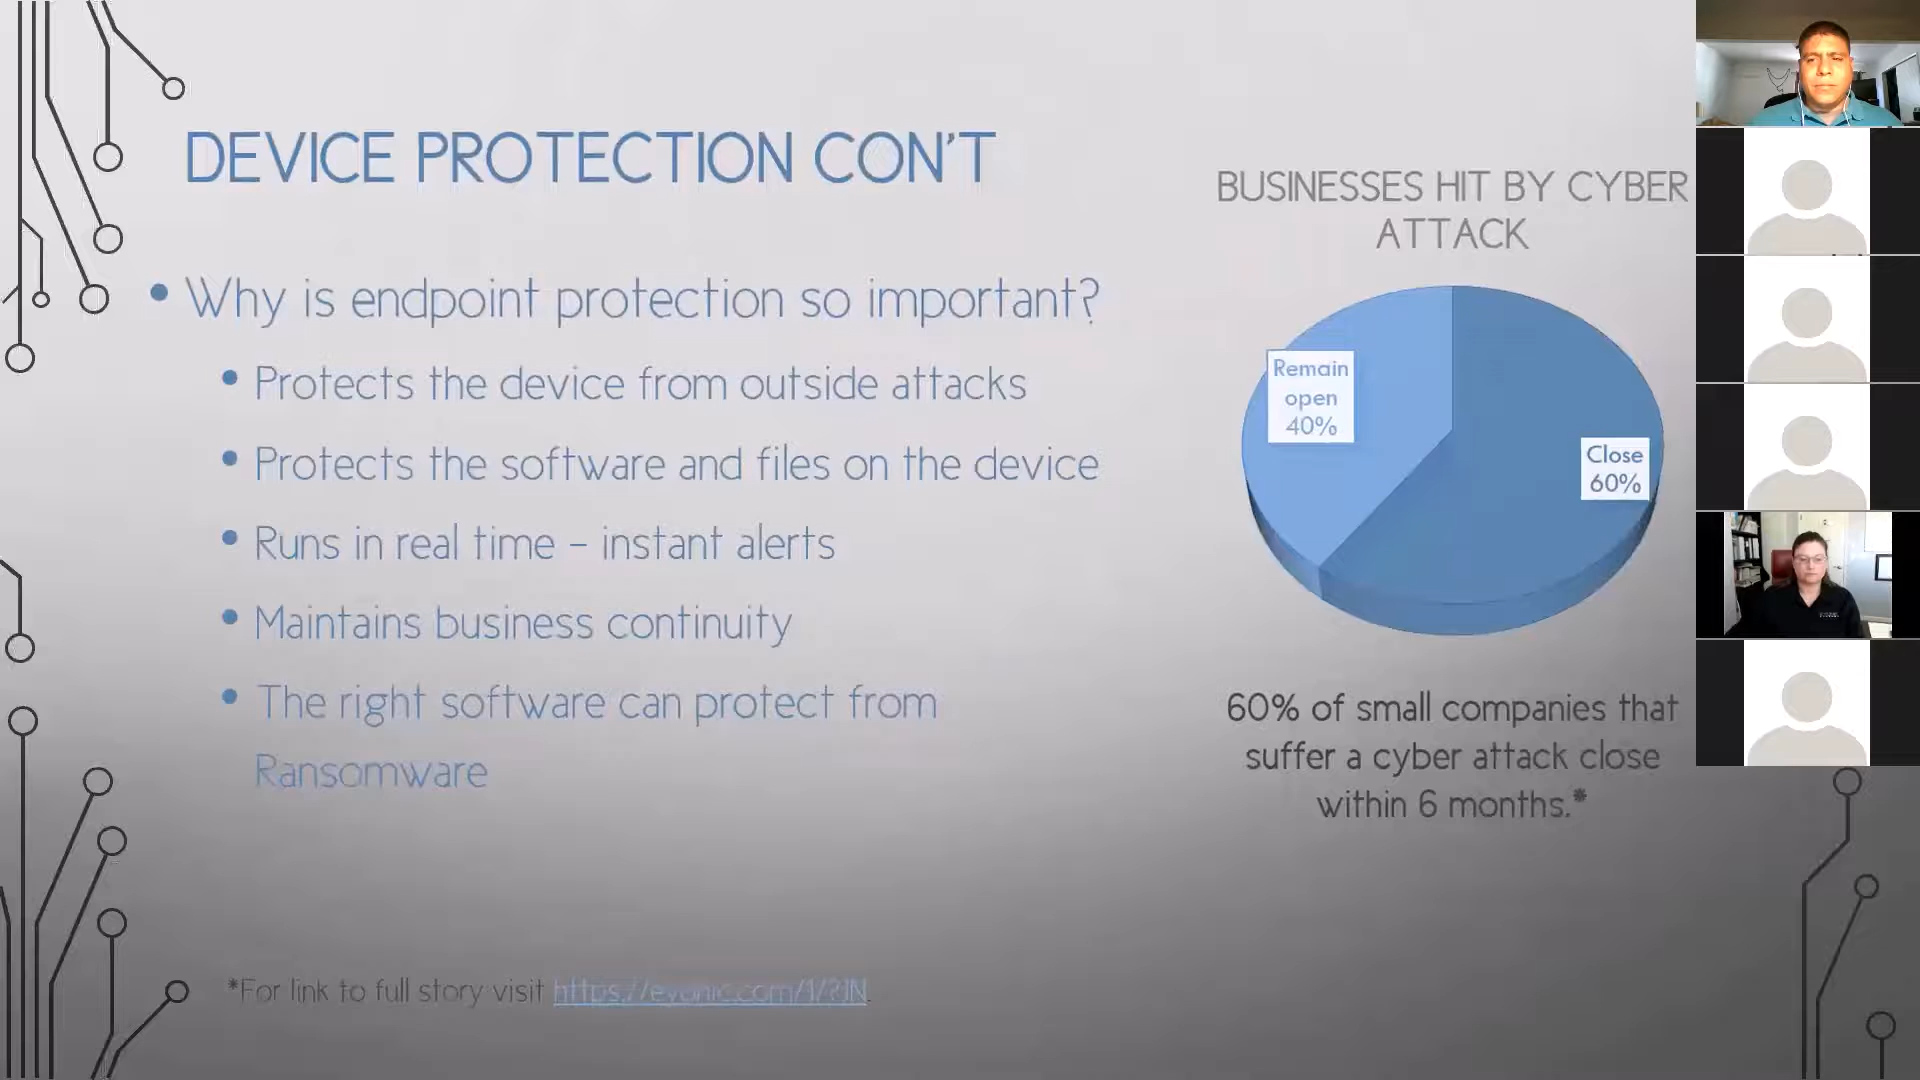 DEVICE PROTECTION CON'T
• Why is endpoint protection so important?
• Protects the device from outside attacks
• Protects the software and files on the device
• Runs in real time – instant alerts
• Maintains business continuity
• The right software can protect from
Ransomware
*For link to full story visit
BUSINESSES HIT BY CYBER
ATTACK
Remain
open
40%
Close
60%
60% of small companies that
suffer a cyber attack close
within 6 months.*